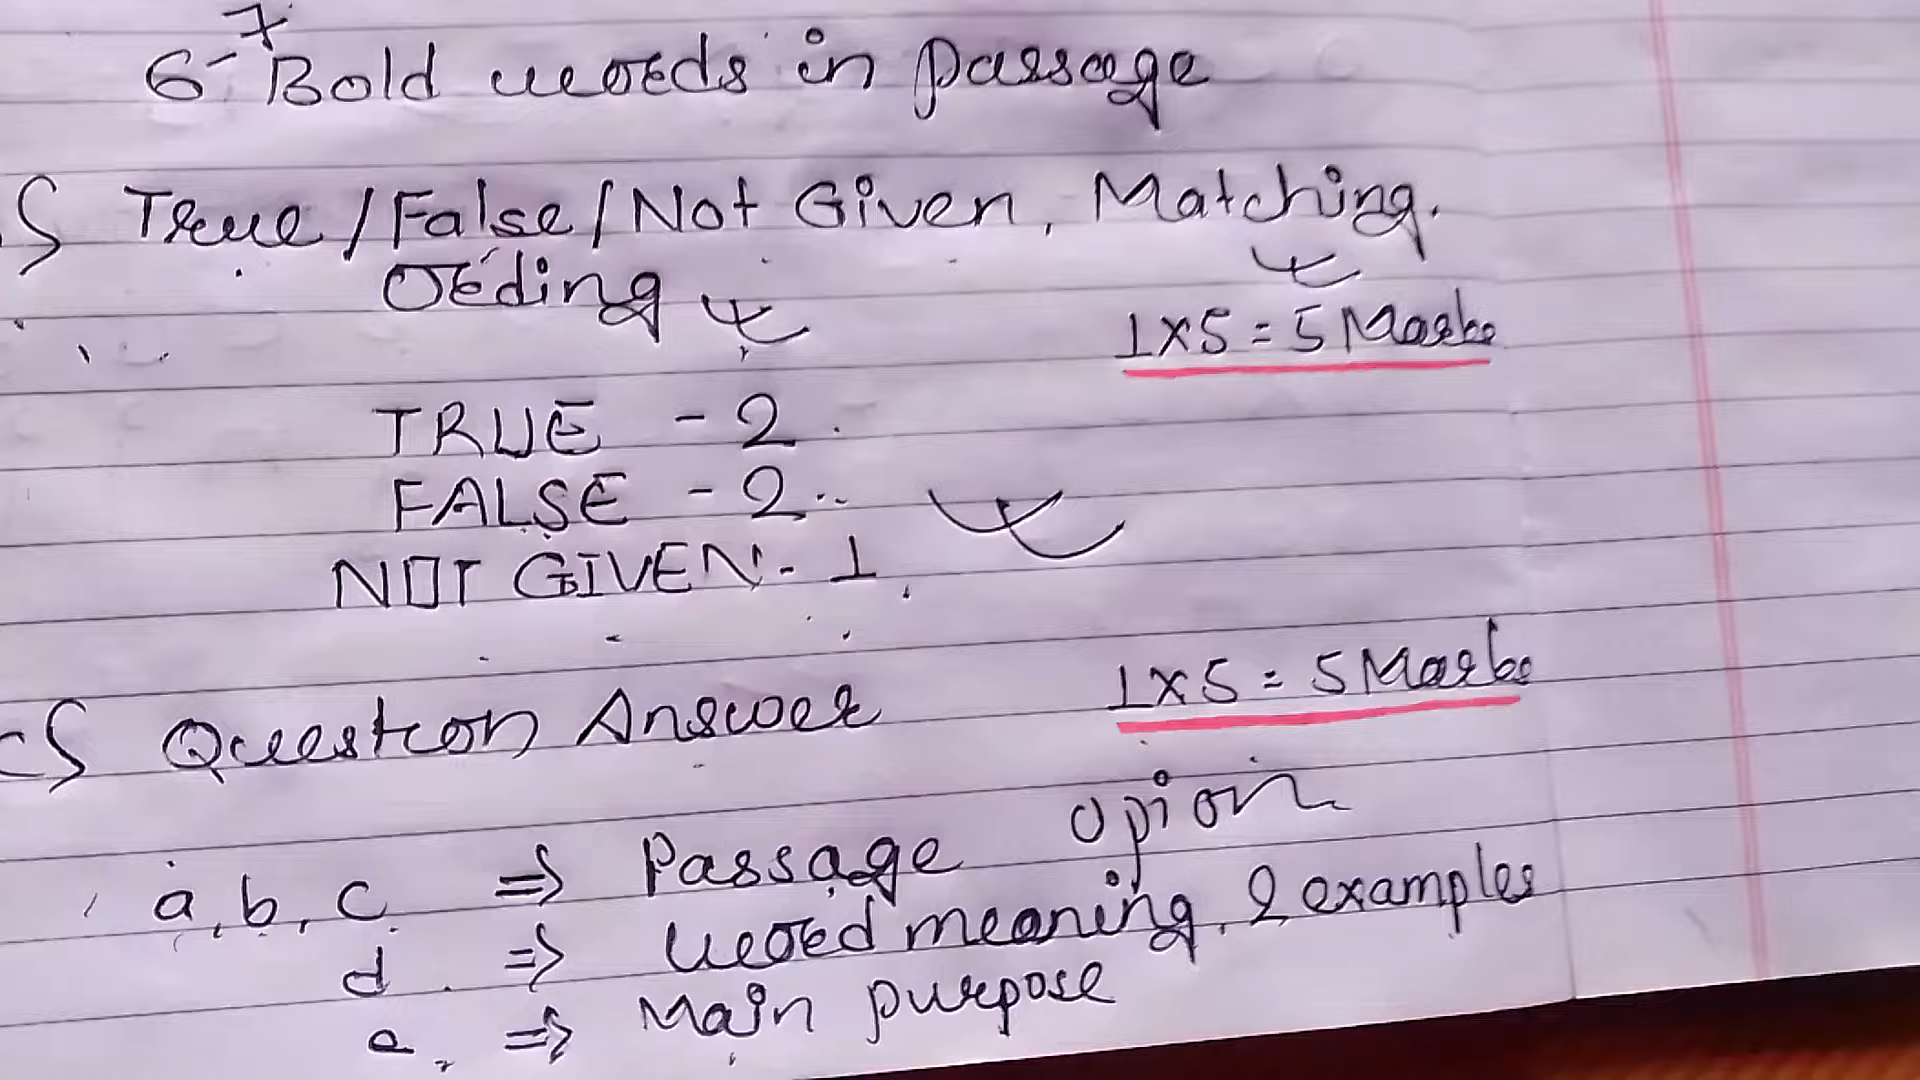 6-7 Bold words in passage
True/False/Not Given, Matching.
Ording
1x5 = 5 Marks
TRUE - 2
FALSE - 2
NOT GIVEN - 1
Question Answer 1x5 = 5 Marks
a, b, c => Passage opion
d => Word meaning, 2 examples
e. => Main purpose